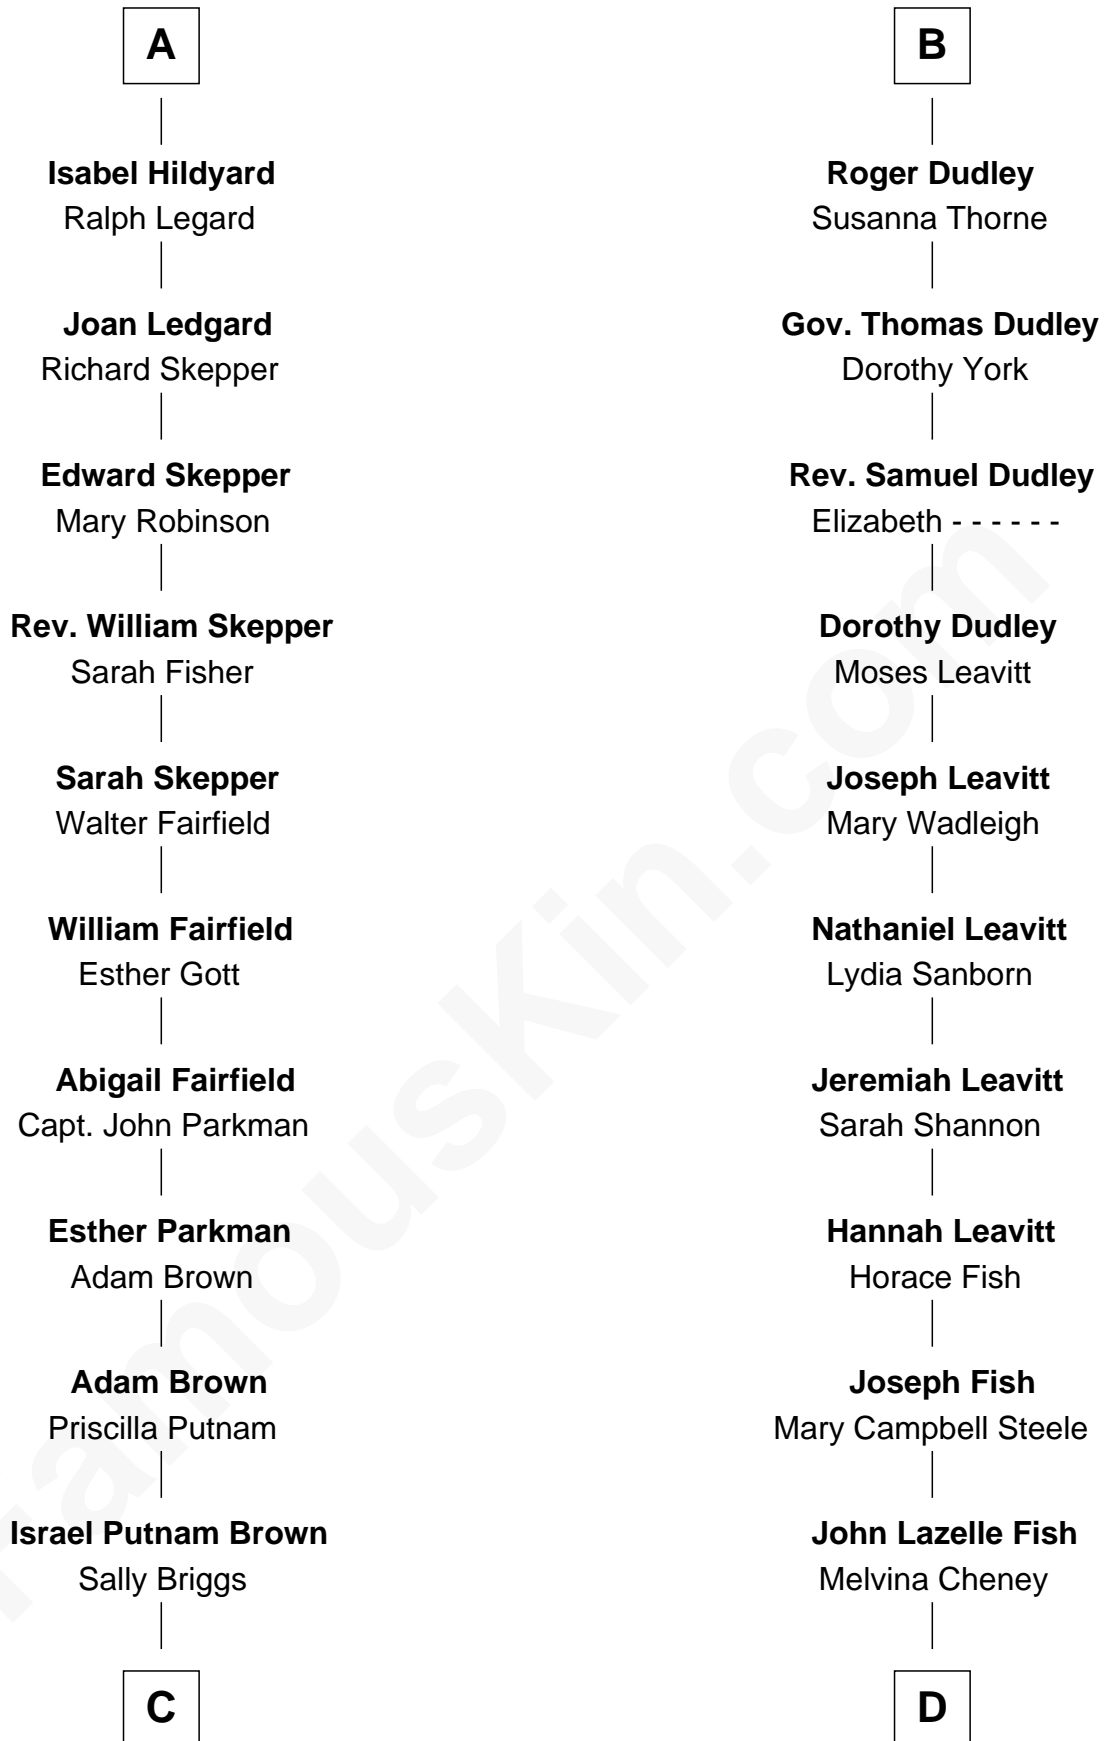 A
Isabel Hildyard
Ralph Legard
Joan Ledgard
Richard Skepper
Edward Skepper
Mary Robinson
Rev. William Skepper
Sarah Fisher
Sarah Skepper
Walter Fairfield
William Fairfield
Esther Gott
Abigail Fairfield
Capt. John Parkman
Esther Parkman
Adam Brown
Adam Brown
Priscilla Putnam
Israel Putnam Brown
Sally Briggs
C
B
Roger Dudley
Susanna Thorne
Gov. Thomas Dudley
Dorothy York
Rev. Samuel Dudley
Elizabeth - - - - - -
Dorothy Dudley
Moses Leavitt
Joseph Leavitt
Mary Wadleigh
Nathaniel Leavitt
Lydia Sanborn
Jeremiah Leavitt
Sarah Shannon
Hannah Leavitt
Horace Fish
Joseph Fish
Mary Campbell Steele
John Lazelle Fish
Melvina Cheney
D
FamousKin.com